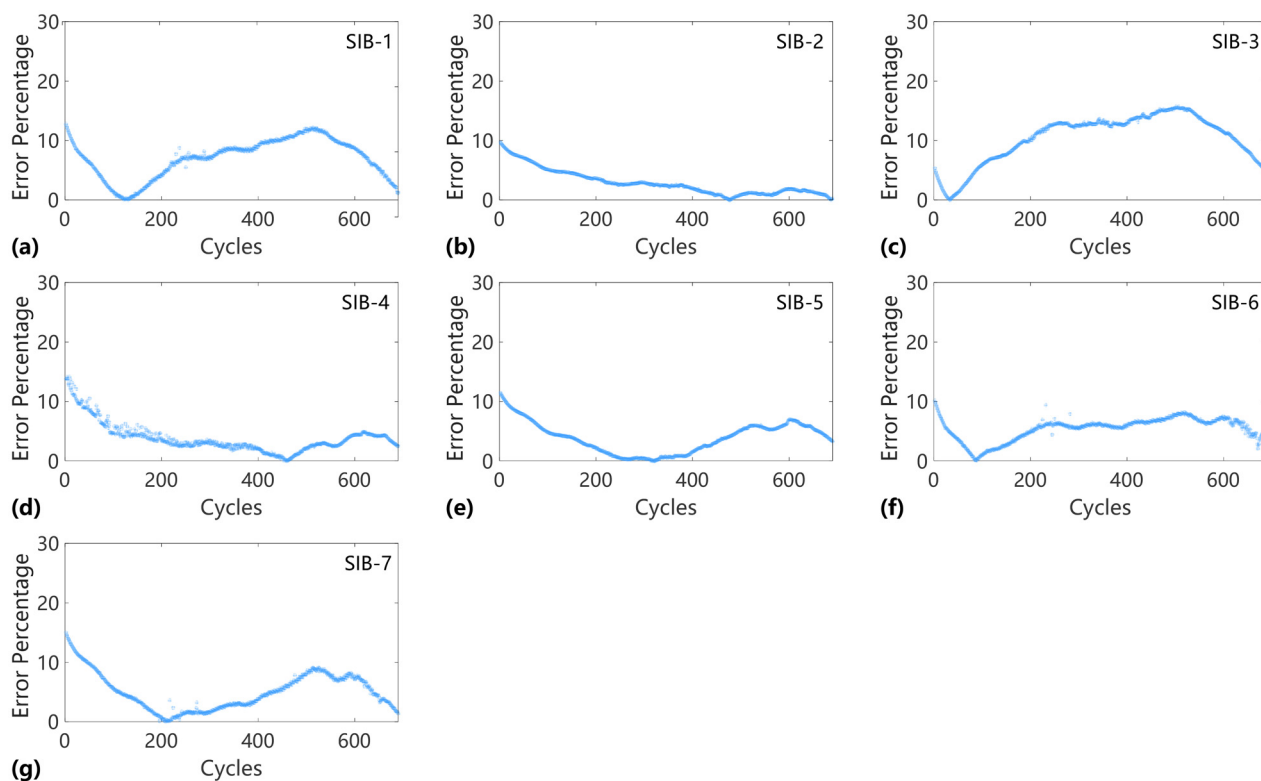 30
20
10
0
Error Percentage
SIB-1
0 200 400 600
(a) Cycles
30
20
10
0
Error Percentage
SIB-2
0 200 400 600
(b) Cycles
30
20
10
0
Error Percentage
SIB-3
0 200 400 600
(c) Cycles
30
20
10
0
Error Percentage
SIB-4
0 200 400 600
(d) Cycles
30
20
10
0
Error Percentage
SIB-5
0 200 400 600
(e) Cycles
30
20
10
0
Error Percentage
SIB-6
0 200 400 600
(f) Cycles
30
20
10
0
Error Percentage
SIB-7
0 200 400 600
(g) Cycles